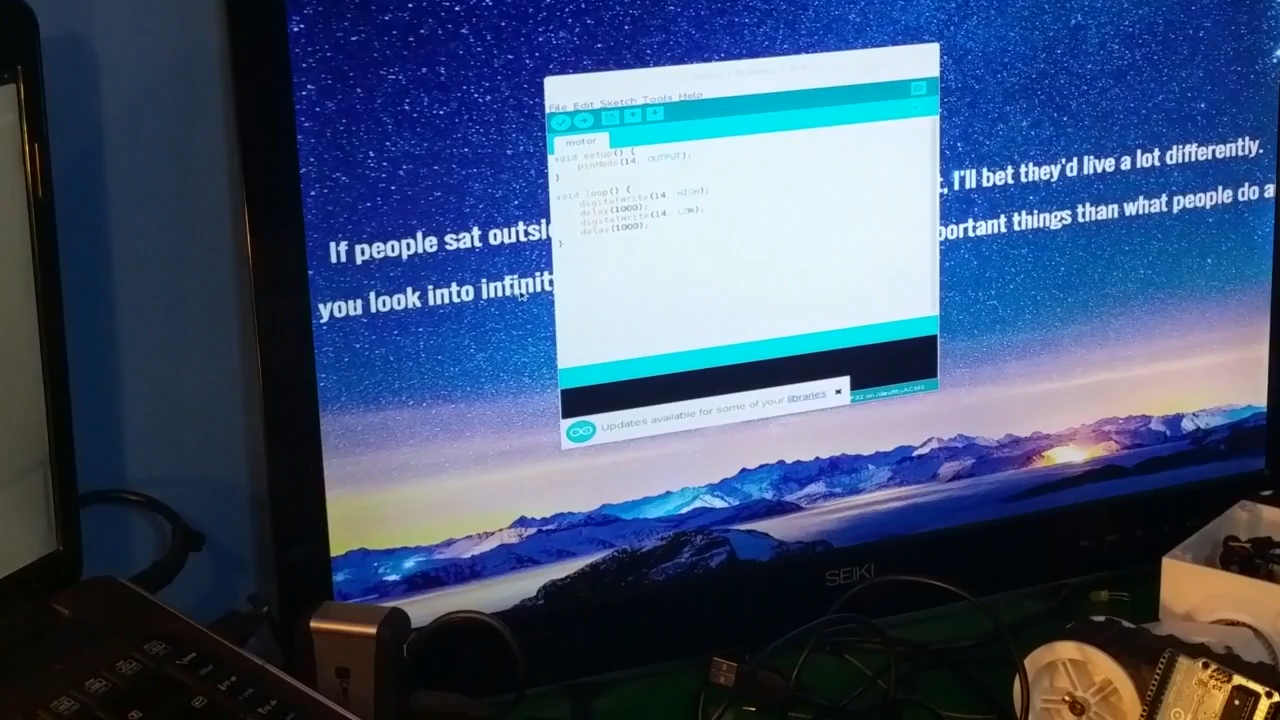 File Edit Sketch Tools Help
motor
void setup() {
pinMode(14, OUTPUT);
}
void loop() {
digitalWrite(14, HIGH);
delay(1000);
digitalWrite(14, LOW);
delay(1000);
}
If people sat outsi
, I'll bet they'd live a lot differently.
you look into infinit
portant things than what people do a
Updates available for some of your libraries
SEIKI